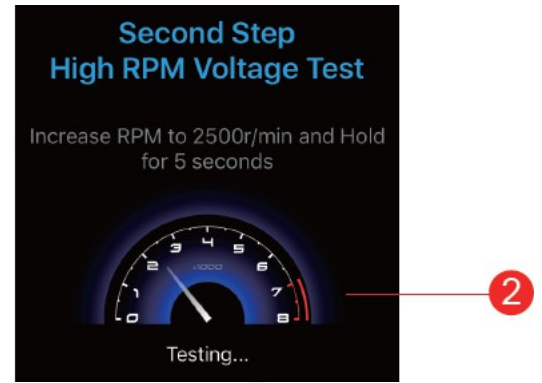 Second Step
High RPM Voltage Test
Increase RPM to 2500r/min and Hold
for 5 seconds
0
1
2
3
4
5
6
7
8
x1000
2
Testing...